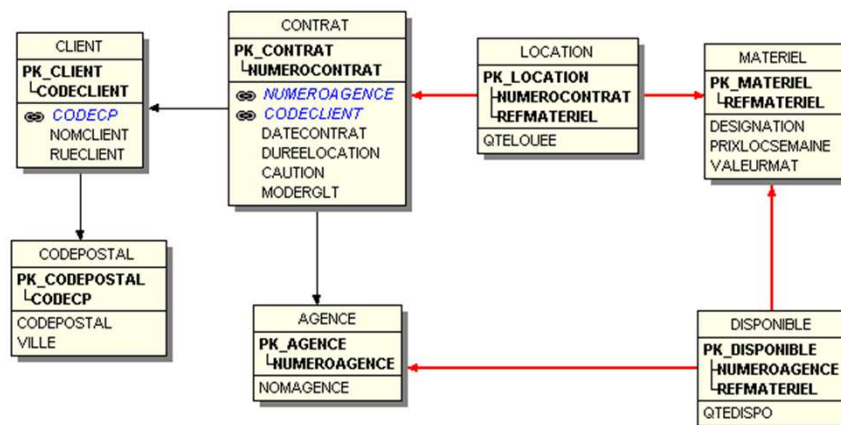 CLIENT
PK_CLIENT
CODECLIENT
CODECP
NOMCLIENT
RUECLIENT
CONTRAT
PK_CONTRAT
NUMEROCONTRAT
NUMEROAGENCE
CODECLIENT
DATECONTRAT
DUREELOCATION
CAUTION
MODERGLT
LOCATION
PK_LOCATION
NUMEROCONTRAT
REFMATERIEL
QTELOUEE
MATERIEL
PK_MATERIEL
REFMATERIEL
DESIGNATION
PRIXLOCSEMAINE
VALEURMAT
CODEPOSTAL
PK_CODEPOSTAL
CODECP
CODEPOSTAL
VILLE
AGENCE
PK_AGENCE
NUMEROAGENCE
NOMAGENCE
DISPONIBLE
PK_DISPONIBLE
NUMEROAGENCE
REFMATERIEL
QTEDISPO